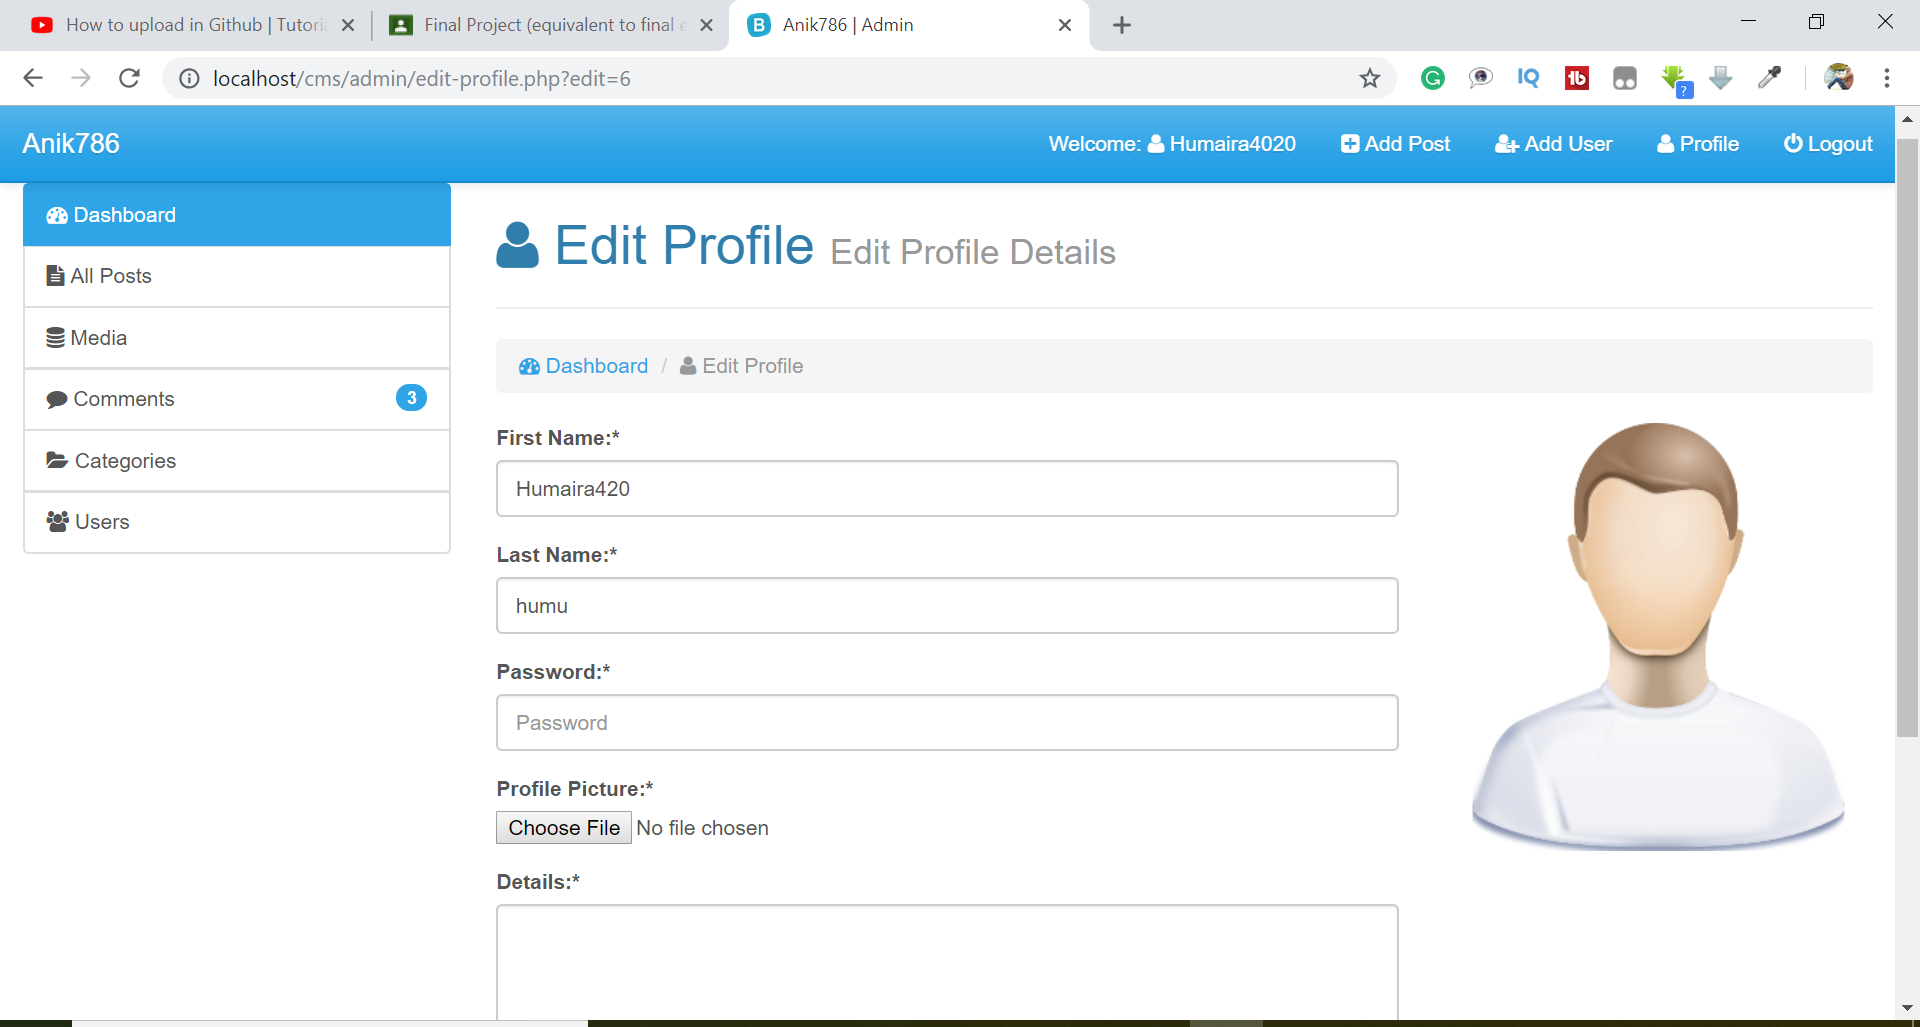 How to upload in Github | Tutori
Final Project (equivalent to final e
Anik786 | Admin
localhost/cms/admin/edit-profile.php?edit=6
Anik786
Welcome: Humaira4020
Add Post
Add User
Profile
Logout
Dashboard
All Posts
Media
Comments 3
Categories
Users
Edit Profile Edit Profile Details
Dashboard / Edit Profile
First Name:*
Humaira420
Last Name:*
humu
Password:*
Password
Profile Picture:*
Choose File No file chosen
Details:*